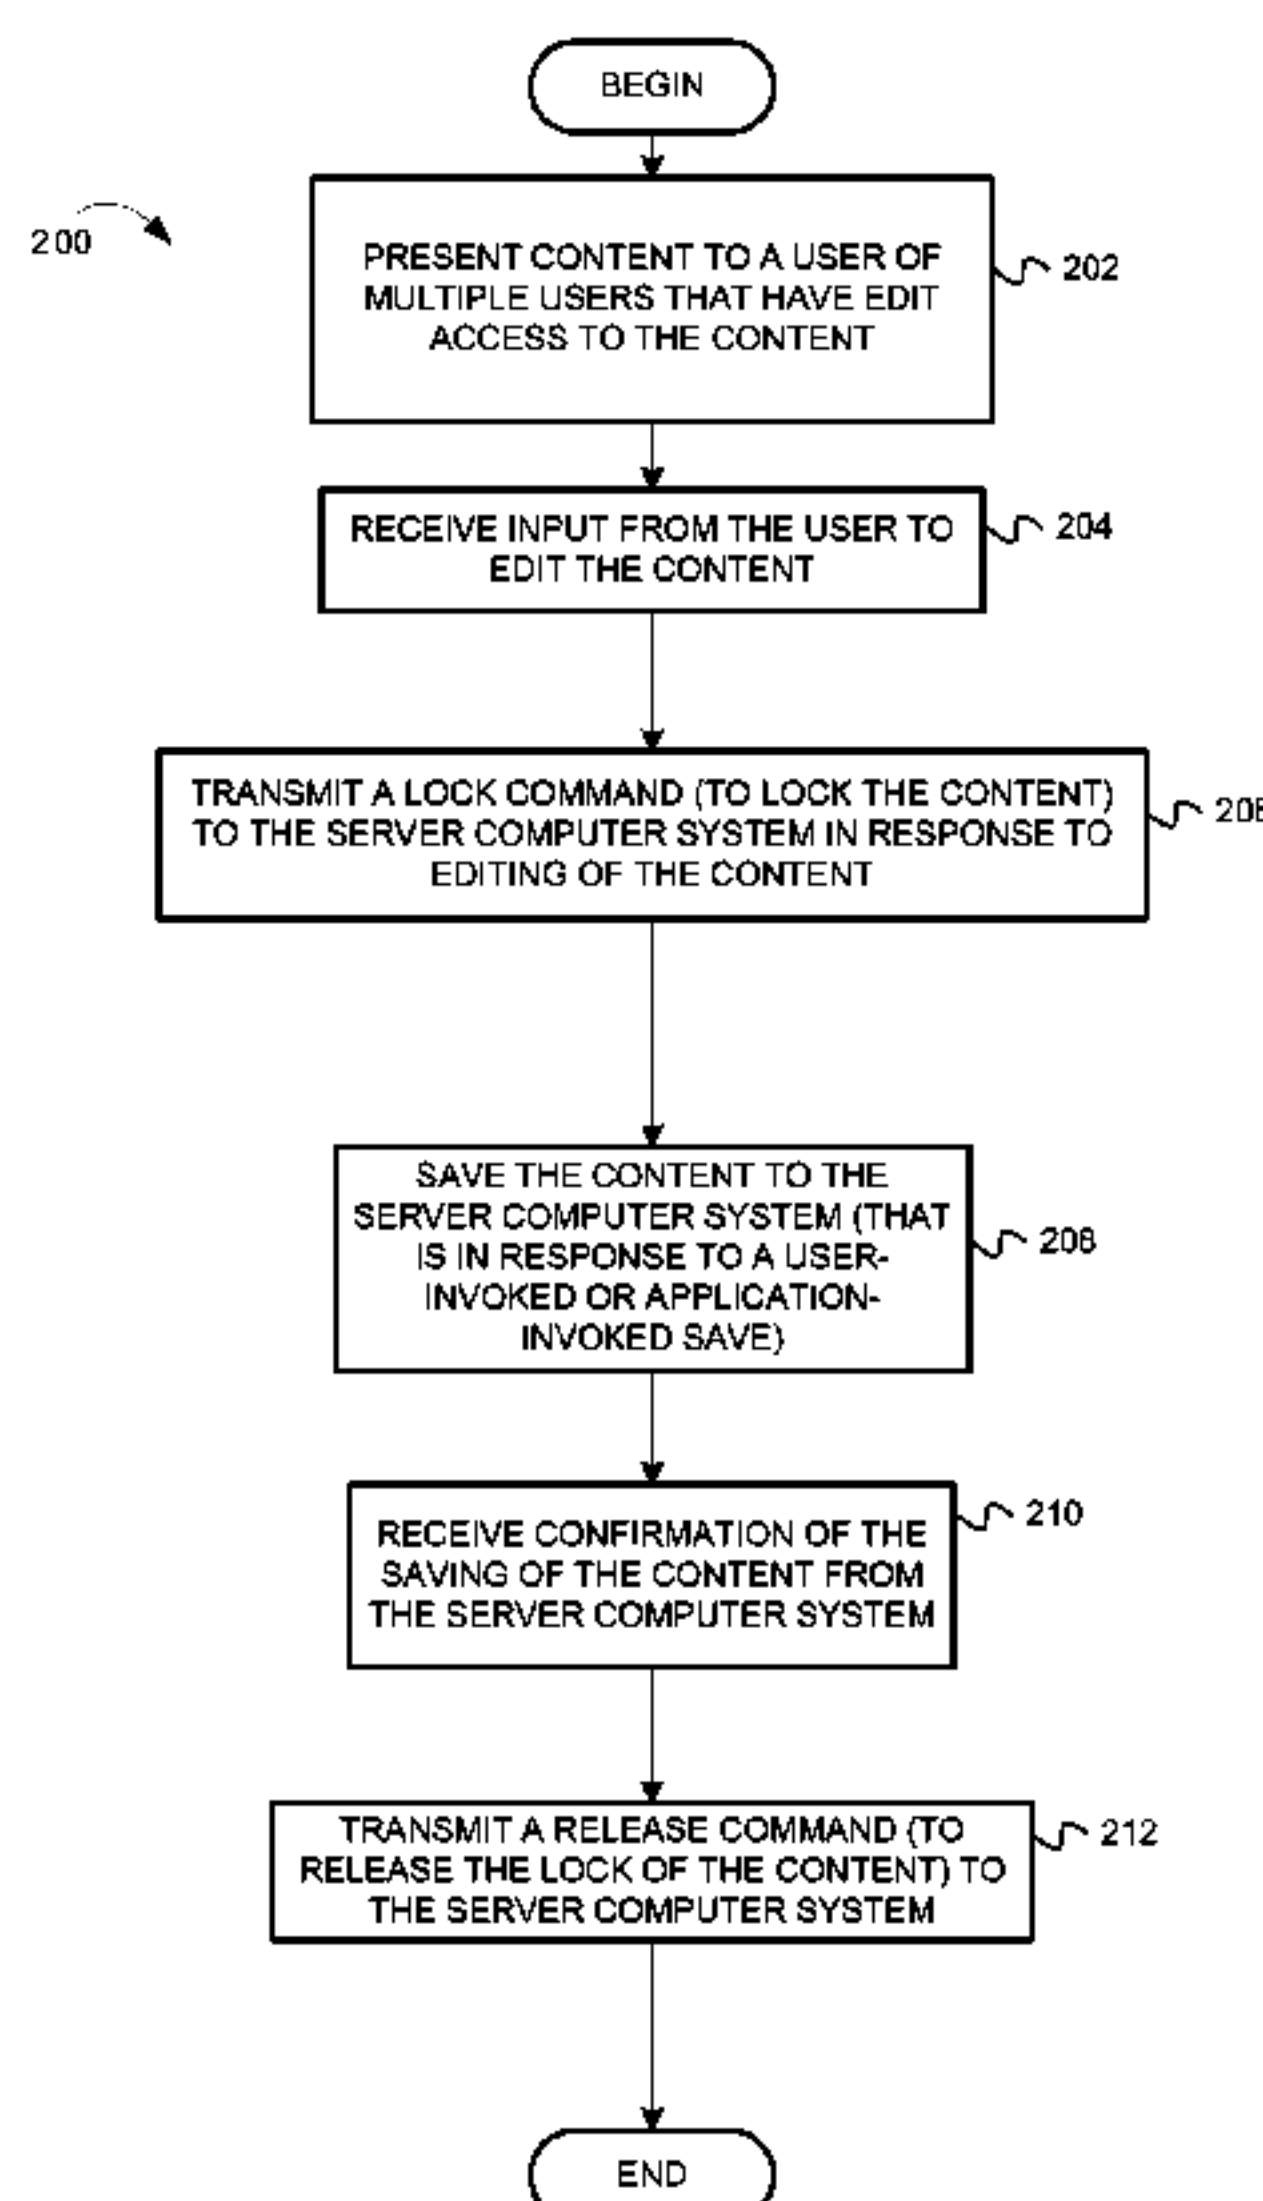 BEGIN
200
PRESENT CONTENT TO A USER OF
MULTIPLE USERS THAT HAVE EDIT
ACCESS TO THE CONTENT
202
RECEIVE INPUT FROM THE USER TO
EDIT THE CONTENT
204
TRANSMIT A LOCK COMMAND (TO LOCK THE CONTENT)
TO THE SERVER COMPUTER SYSTEM IN RESPONSE TO
EDITING OF THE CONTENT
206
SAVE THE CONTENT TO THE
SERVER COMPUTER SYSTEM (THAT
IS IN RESPONSE TO A USER-
INVOKED OR APPLICATION-
INVOKED SAVE)
208
RECEIVE CONFIRMATION OF THE
SAVING OF THE CONTENT FROM
THE SERVER COMPUTER SYSTEM
210
TRANSMIT A RELEASE COMMAND (TO
RELEASE THE LOCK OF THE CONTENT) TO
THE SERVER COMPUTER SYSTEM
212
END